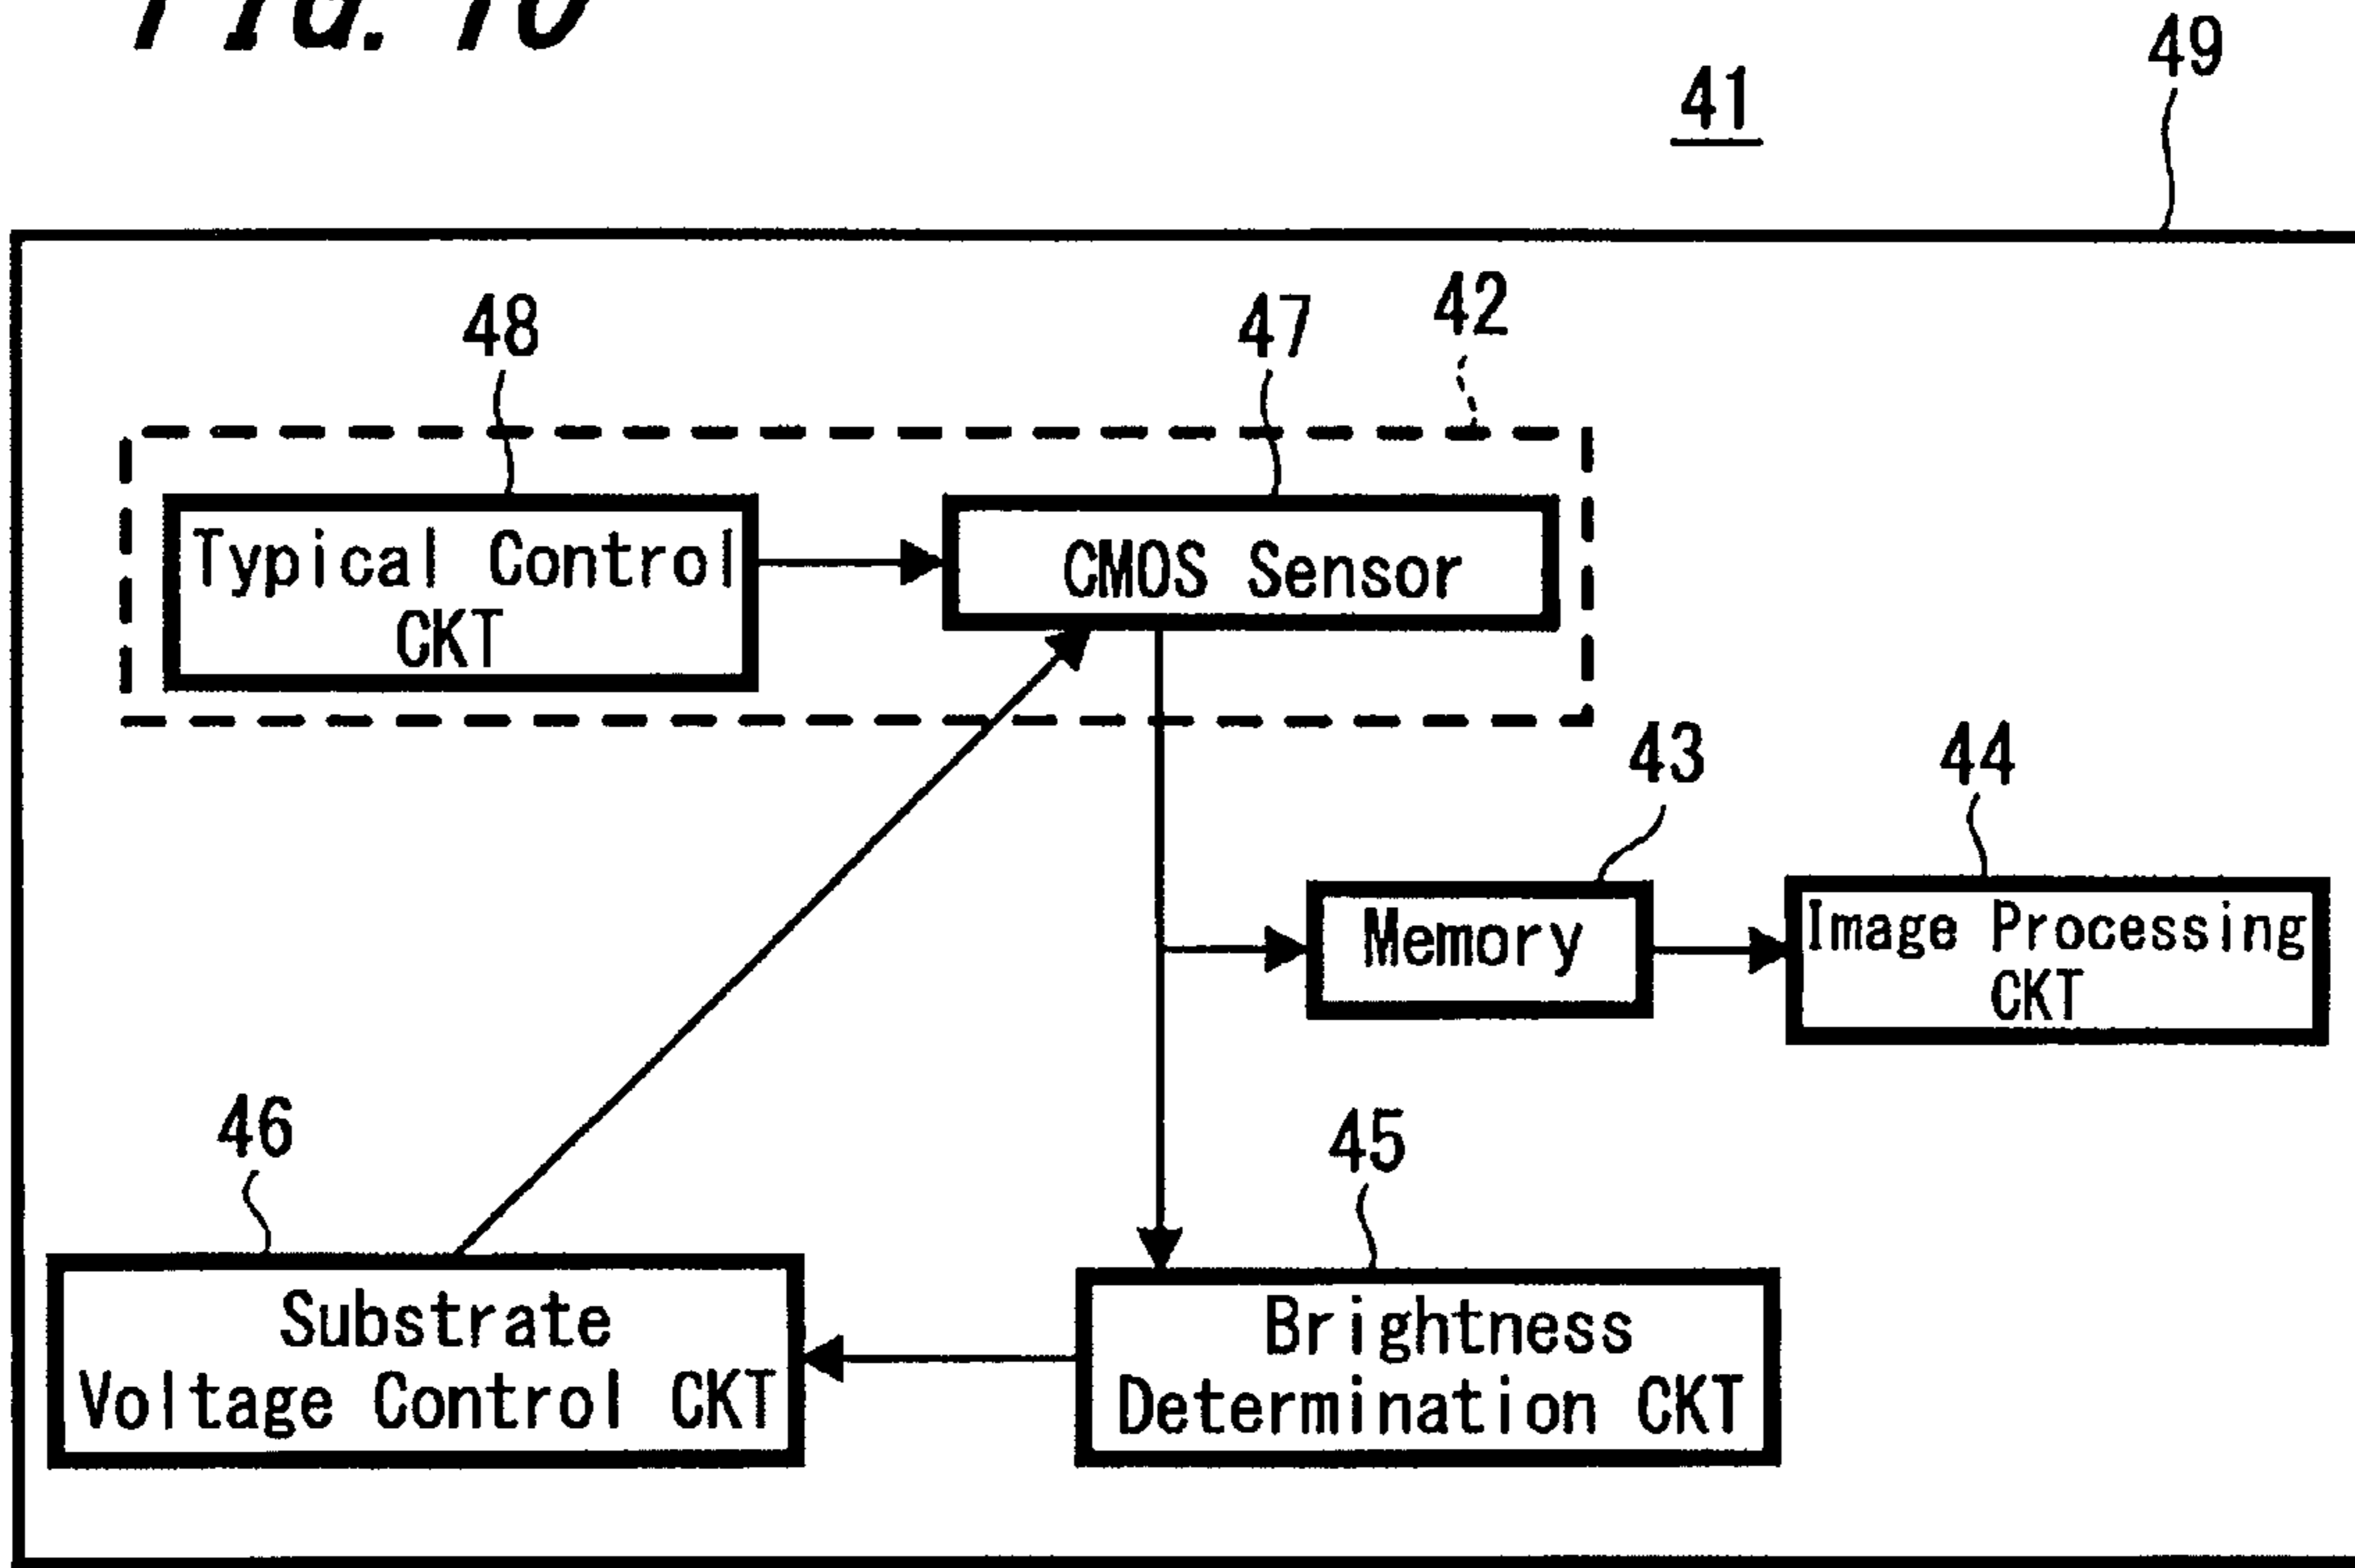 FIG. 10
49
41
42
48
47
Typical Control
CKT
CMOS Sensor
43
44
Memory
Image Processing
CKT
46
45
Substrate
Voltage Control CKT
Brightness
Determination CKT